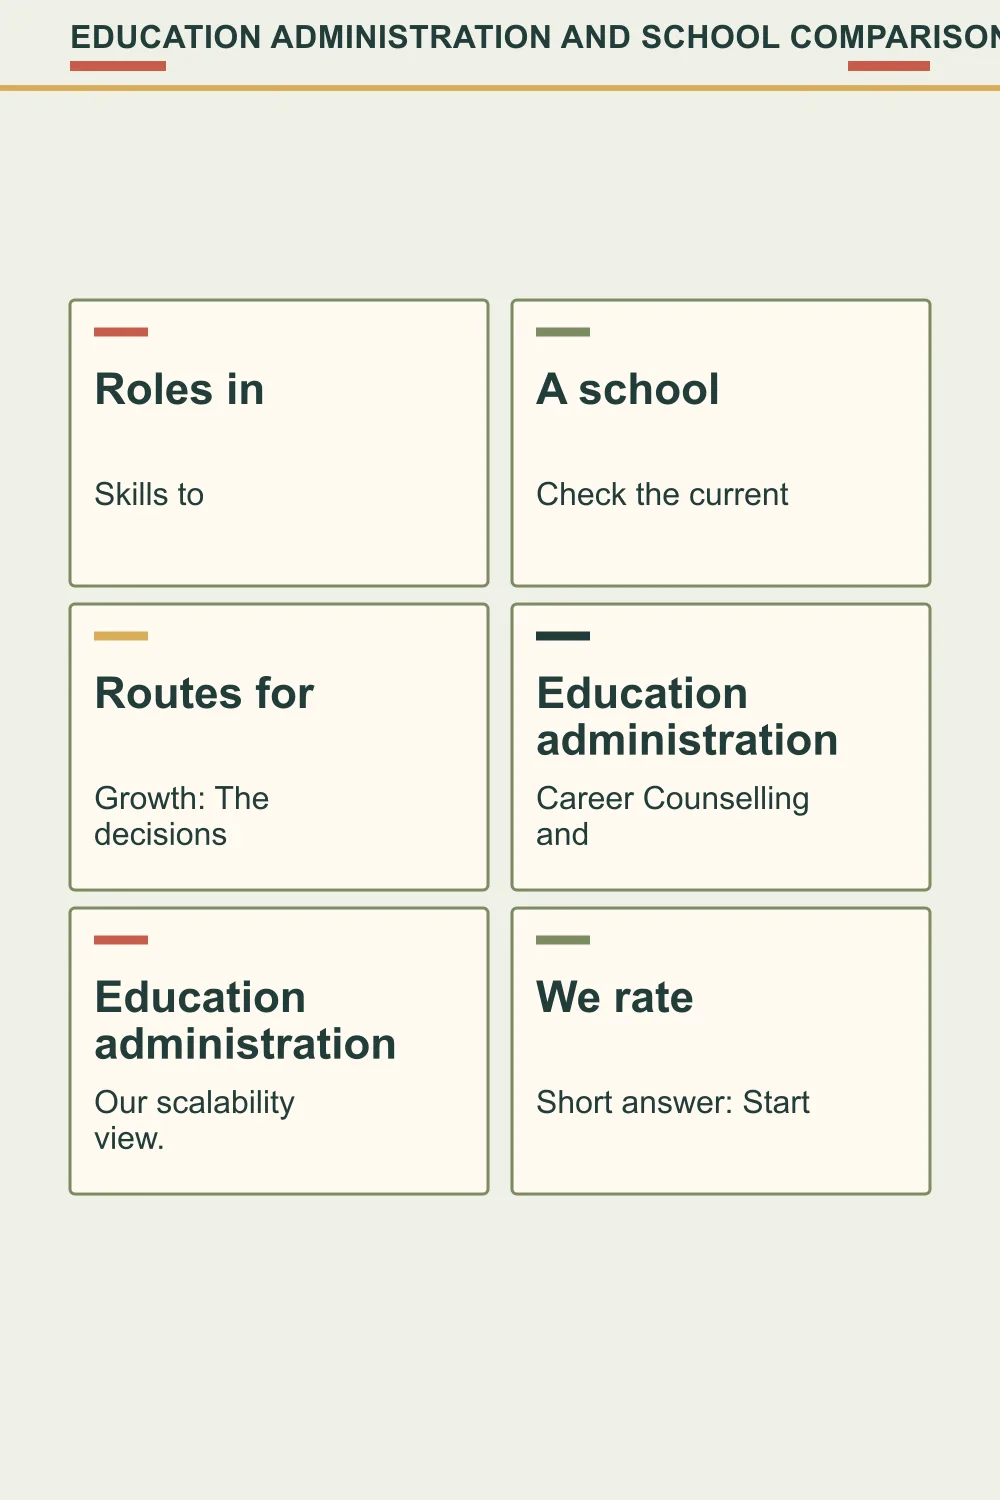 EDUCATION ADMINISTRATION AND SCHOOL COMPARISON
Roles in
Skills to
A school
Check the current
Routes for
Growth: The
decisions
Education
administration
Career Counselling
and
Education
administration
Our scalability
view.
We rate
Short answer: Start